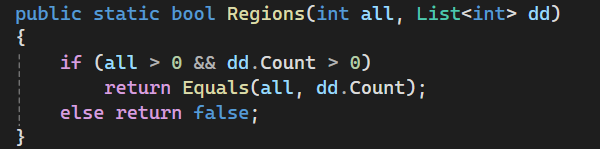 public static bool Regions(int all, List<int> dd)
{
    if (all > 0 && dd.Count > 0)
        return Equals(all, dd.Count);
    else return false;
}